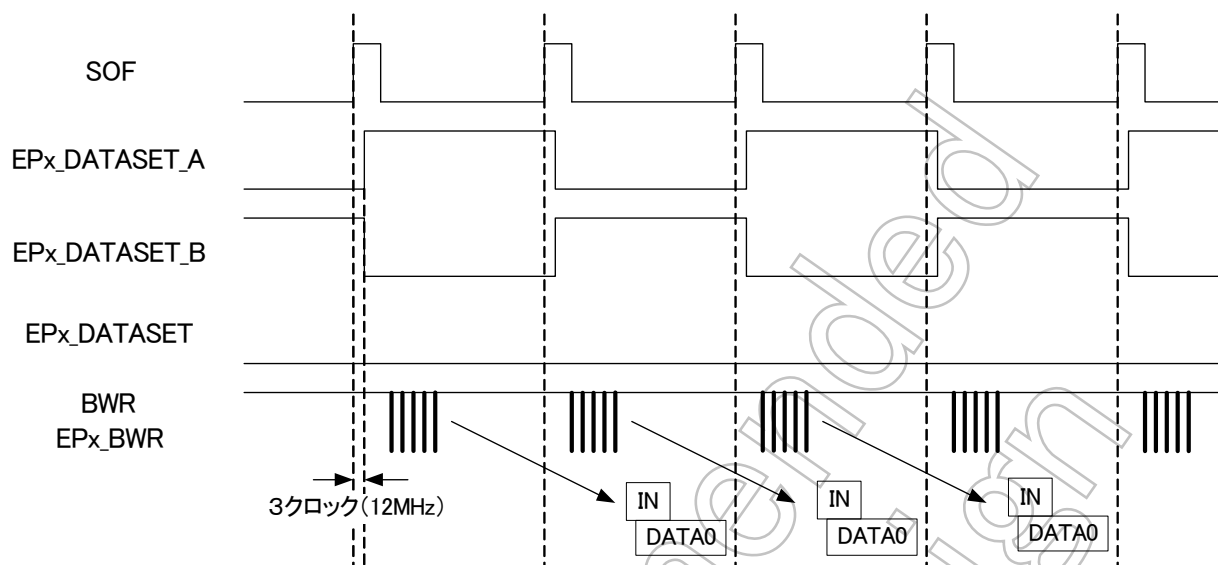 SOF
EPx_DATASET_A
EPx_DATASET_B
EPx_DATASET
BWR
EPx_BWR
3クロック(12MHz)
IN
DATA0
IN
DATA0
IN
DATA0